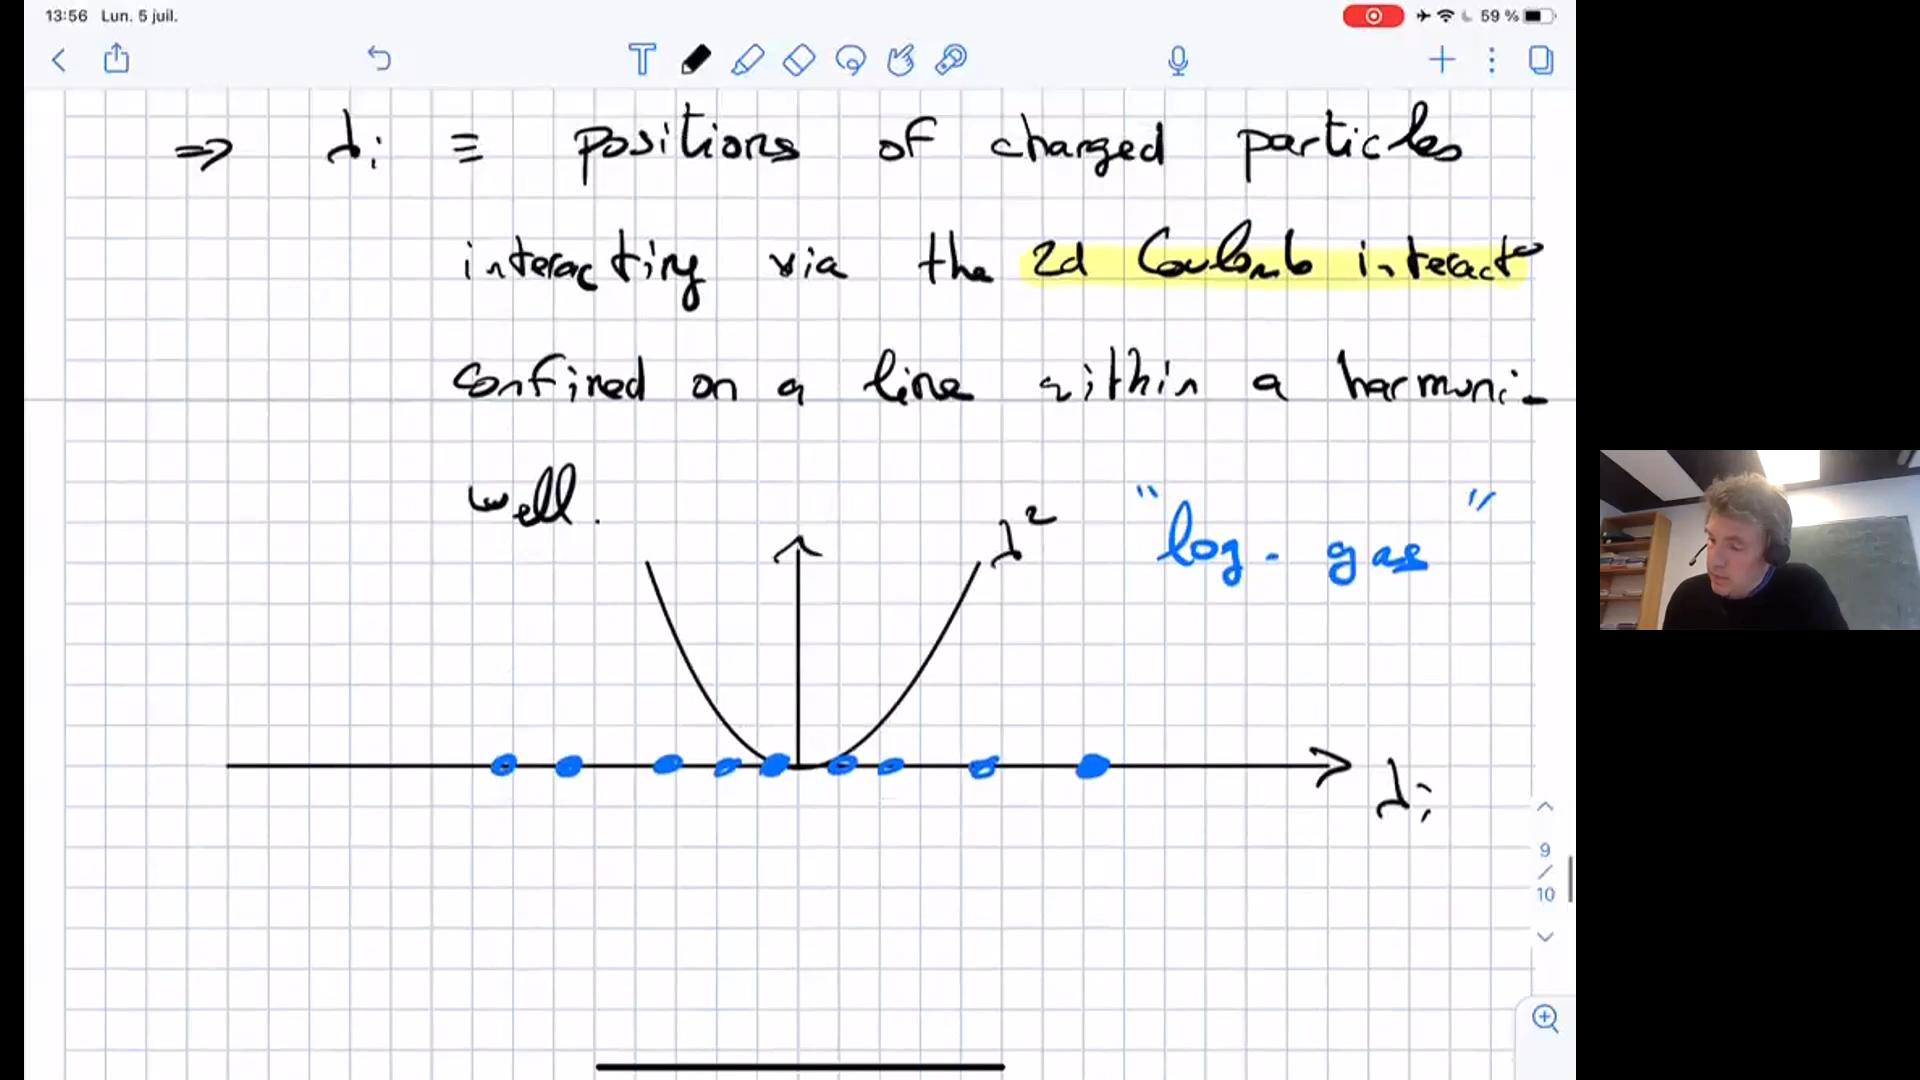 13:56 Lun. 5 juil.
59 %
T
⇒ λi ≡ positions of charged particles
interacting via the 2d Coulomb interact°
confined on a line within a harmoni-
well.
λ²
"log-gas"
λi
9
/
10